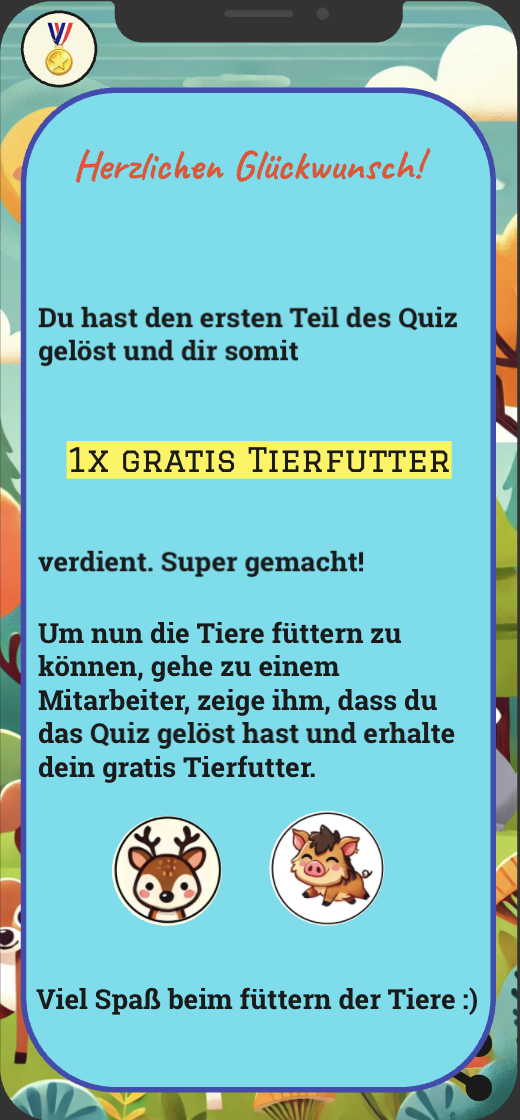 Herzlichen Glückwunsch!
Du hast den ersten Teil des Quiz
gelöst und dir somit
1x gratis Tierfutter
verdient. Super gemacht!
Um nun die Tiere füttern zu
können, gehe zu einem
Mitarbeiter, zeige ihm, dass du
das Quiz gelöst hast und erhalte
dein gratis Tierfutter.
Viel Spaß beim füttern der Tiere :)